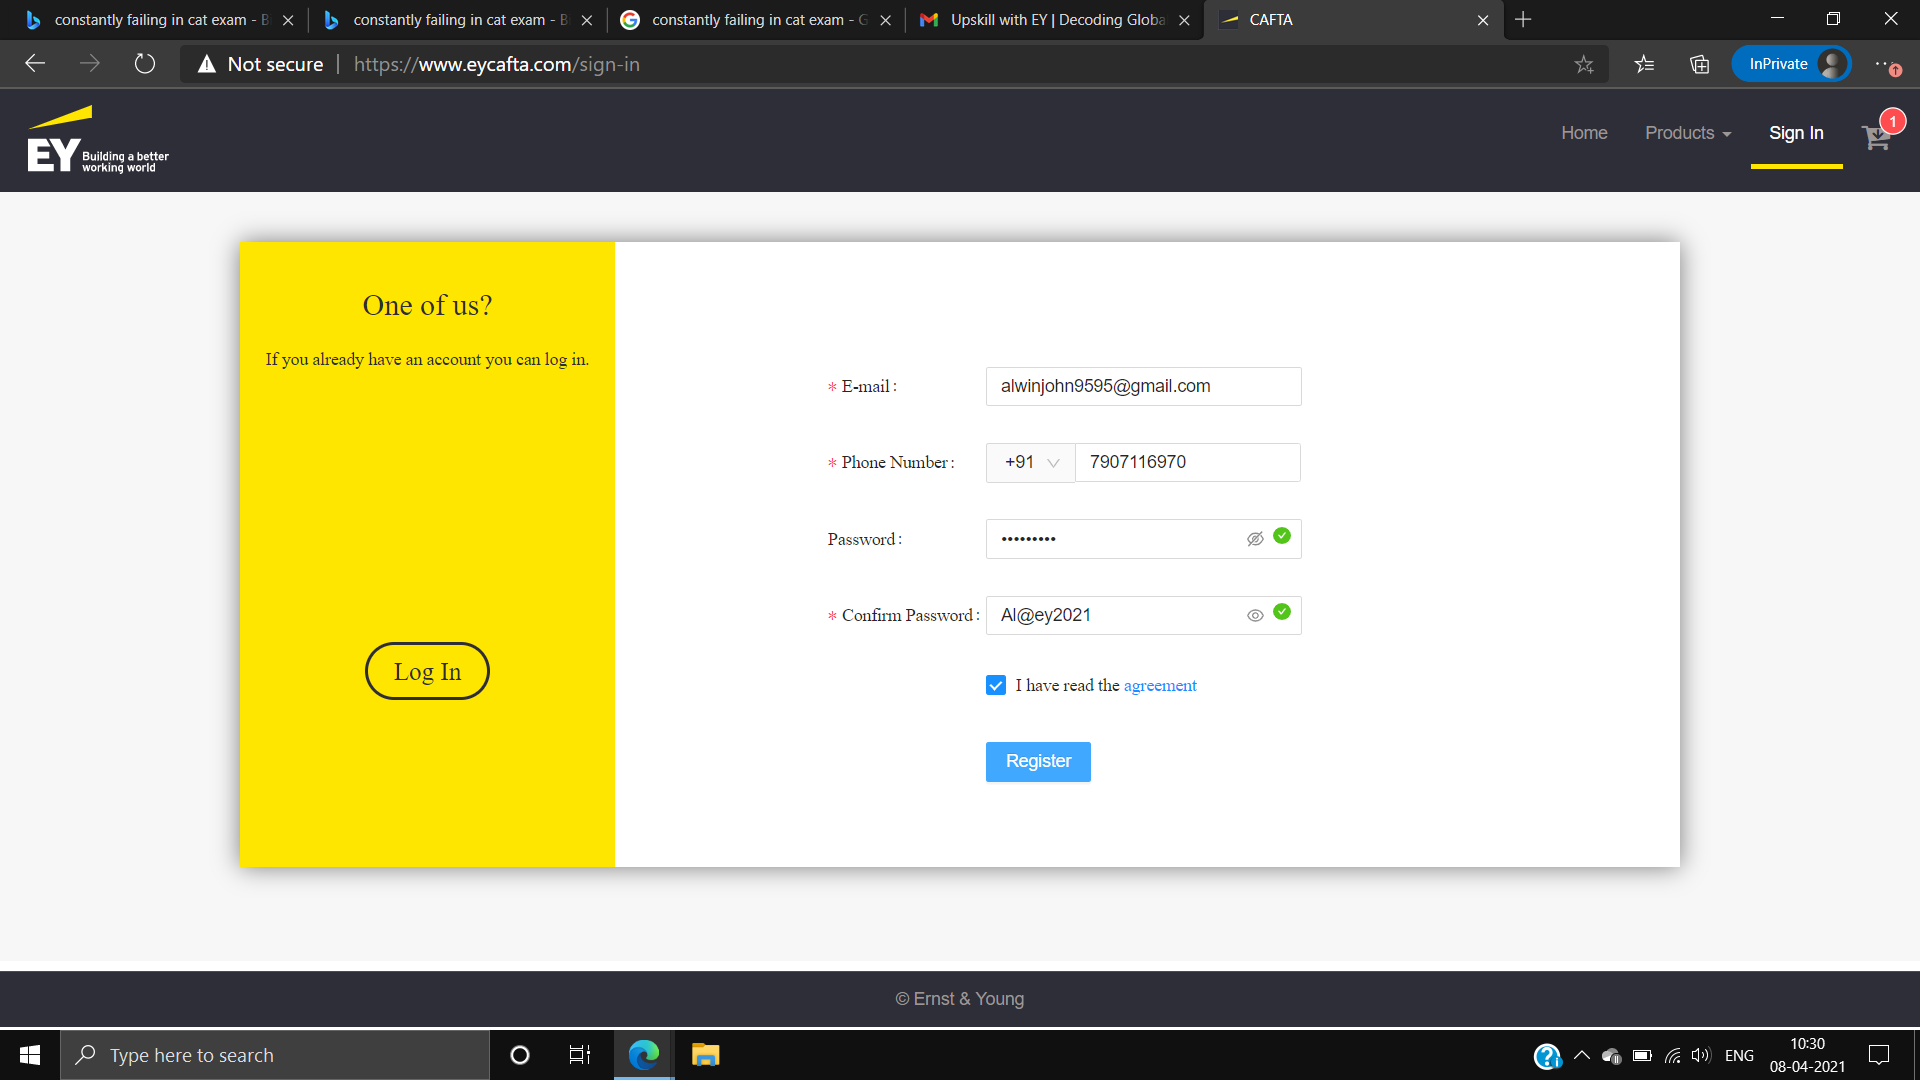 constantly failing in cat exam - B
constantly failing in cat exam - B
constantly failing in cat exam - G
Upskill with EY | Decoding Globa
CAFTA
Not secure
https://www.eycafta.com/sign-in
InPrivate
EY Building a better
working world
Home
Products
Sign In
1
One of us?
If you already have an account you can log in.
Log In
* E-mail :
alwinjohn9595@gmail.com
* Phone Number :
+91
7907116970
Password :
•••••••••
* Confirm Password :
Al@ey2021
I have read the agreement
Register
© Ernst & Young
Type here to search
ENG
10:30
08-04-2021